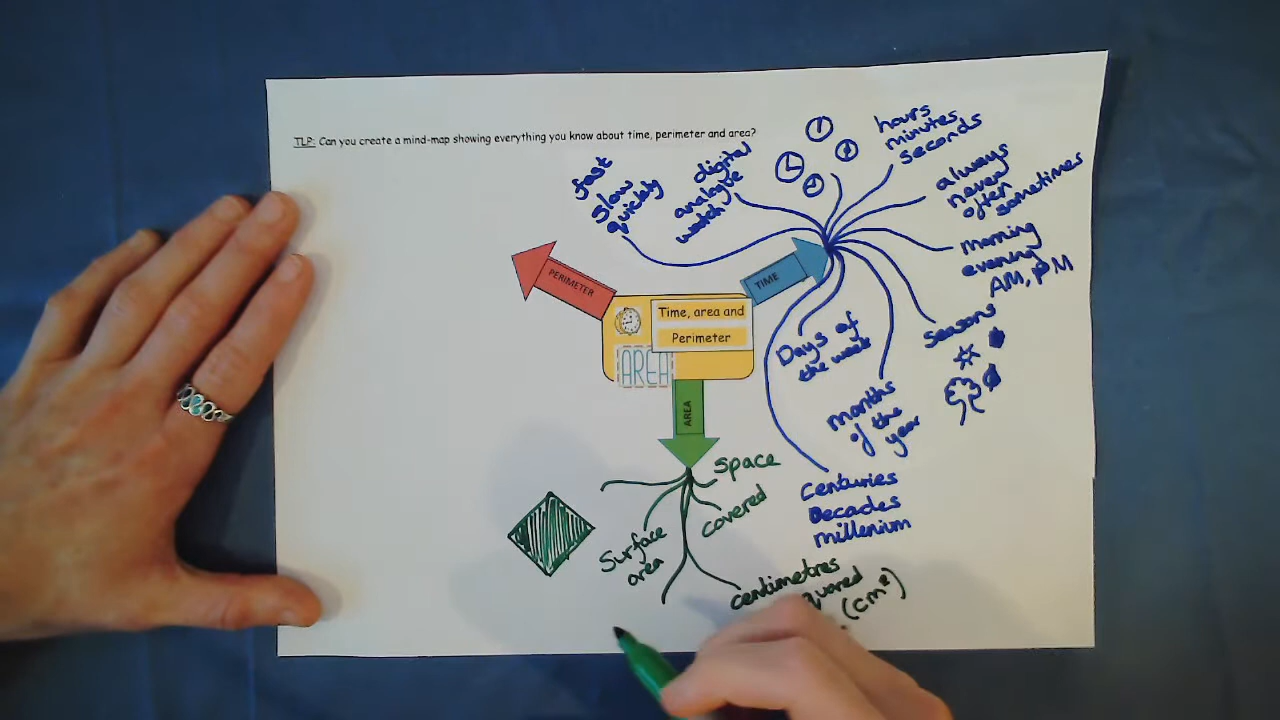 TLP: Can you create a mind-map showing everything you know about time, perimeter and area?
fast
slow
quickly
digital
analogue
watch
hours
minutes
seconds
always
never
often
sometimes
morning
evening
AM, PM
PERIMETER
TIME
Time, area and
Perimeter
AREA
Seasons
Days of
the week
months
of the
year
AREA
Centuries
Decades
millenium
Space
covered
Surface
area
centimetres
(cm²)